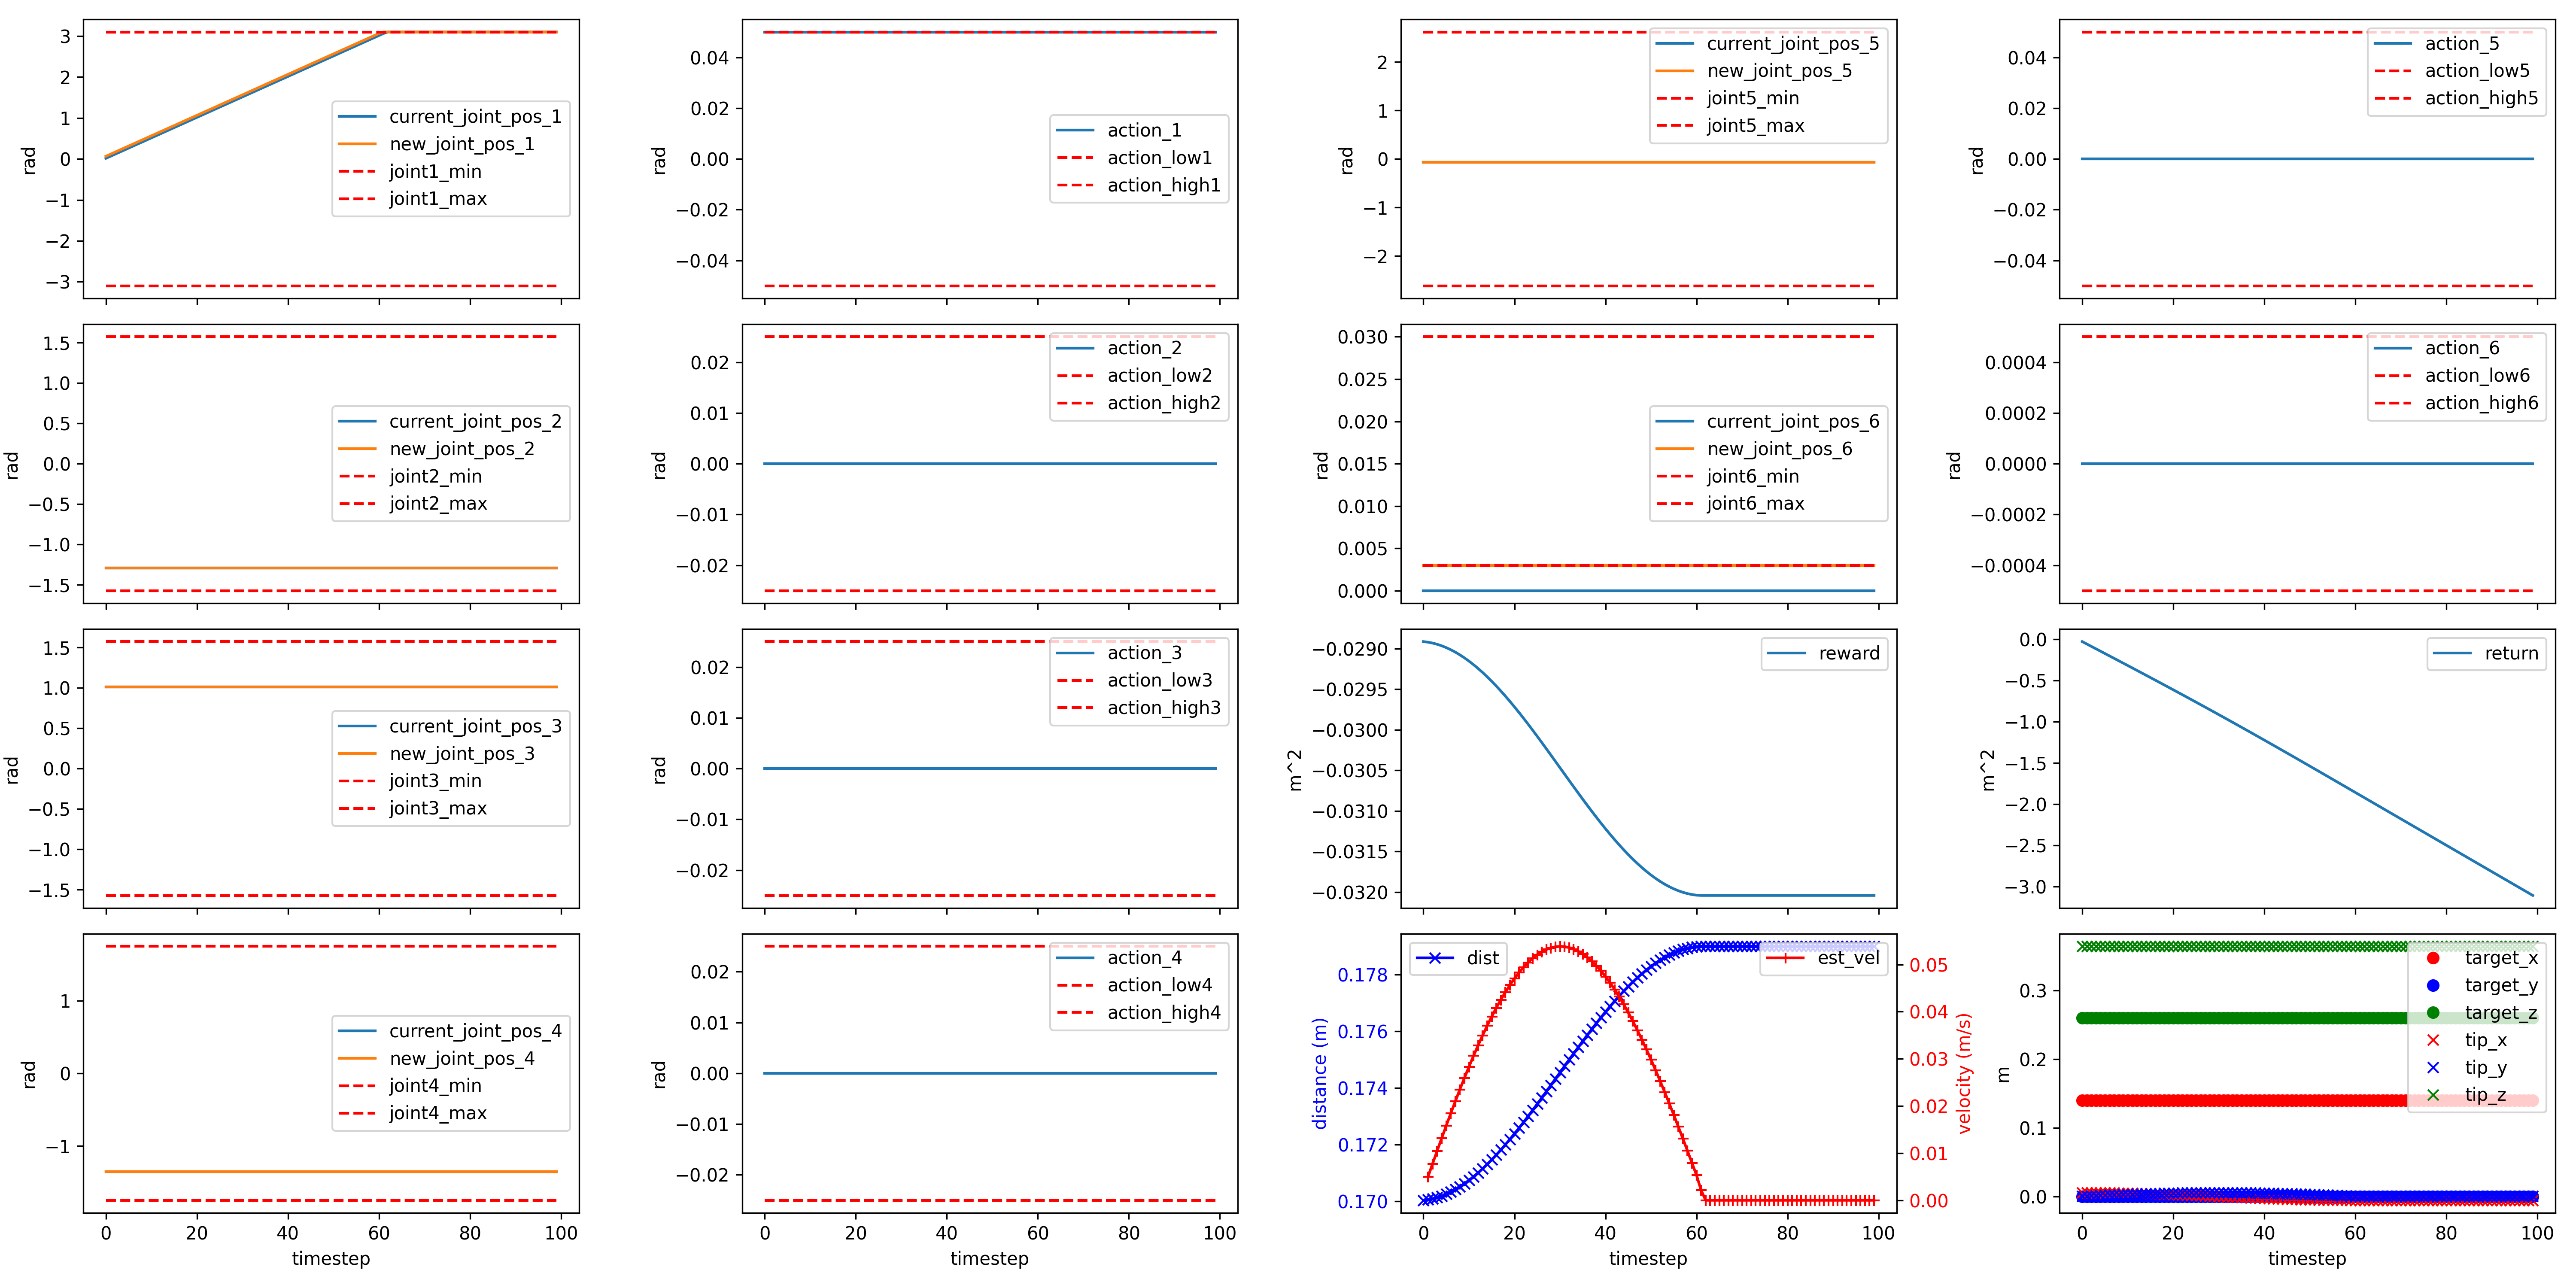 3
2
1
0
−1
−2
−3
rad
current_joint_pos_1
new_joint_pos_1
joint1_min
joint1_max
0.04
0.02
0.00
−0.02
−0.04
rad
action_1
action_low1
action_high1
2
1
0
−1
−2
rad
current_joint_pos_5
new_joint_pos_5
joint5_min
joint5_max
0.04
0.02
0.00
−0.02
−0.04
rad
action_5
action_low5
action_high5
1.5
1.0
0.5
0.0
−0.5
−1.0
−1.5
rad
current_joint_pos_2
new_joint_pos_2
joint2_min
joint2_max
0.02
0.01
0.00
−0.01
−0.02
rad
action_2
action_low2
action_high2
0.030
0.025
0.020
0.015
0.010
0.005
0.000
rad
current_joint_pos_6
new_joint_pos_6
joint6_min
joint6_max
0.0004
0.0002
0.0000
−0.0002
−0.0004
rad
action_6
action_low6
action_high6
1.5
1.0
0.5
0.0
−0.5
−1.0
−1.5
rad
current_joint_pos_3
new_joint_pos_3
joint3_min
joint3_max
0.02
0.01
0.00
−0.01
−0.02
rad
action_3
action_low3
action_high3
−0.0290
−0.0295
−0.0300
−0.0305
−0.0310
−0.0315
−0.0320
m^2
reward
0.0
−0.5
−1.0
−1.5
−2.0
−2.5
−3.0
m^2
return
1
0
−1
rad
current_joint_pos_4
new_joint_pos_4
joint4_min
joint4_max
0 20 40 60 80 100
timestep
0.02
0.01
0.00
−0.01
−0.02
rad
action_4
action_low4
action_high4
0 20 40 60 80 100
timestep
0.178
0.176
0.174
0.172
0.170
distance (m)
dist
est_vel
0.05
0.04
0.03
0.02
0.01
0.00
velocity (m/s)
0 20 40 60 80 100
timestep
0.3
0.2
0.1
0.0
m
target_x
target_y
target_z
tip_x
tip_y
tip_z
0 20 40 60 80 100
timestep